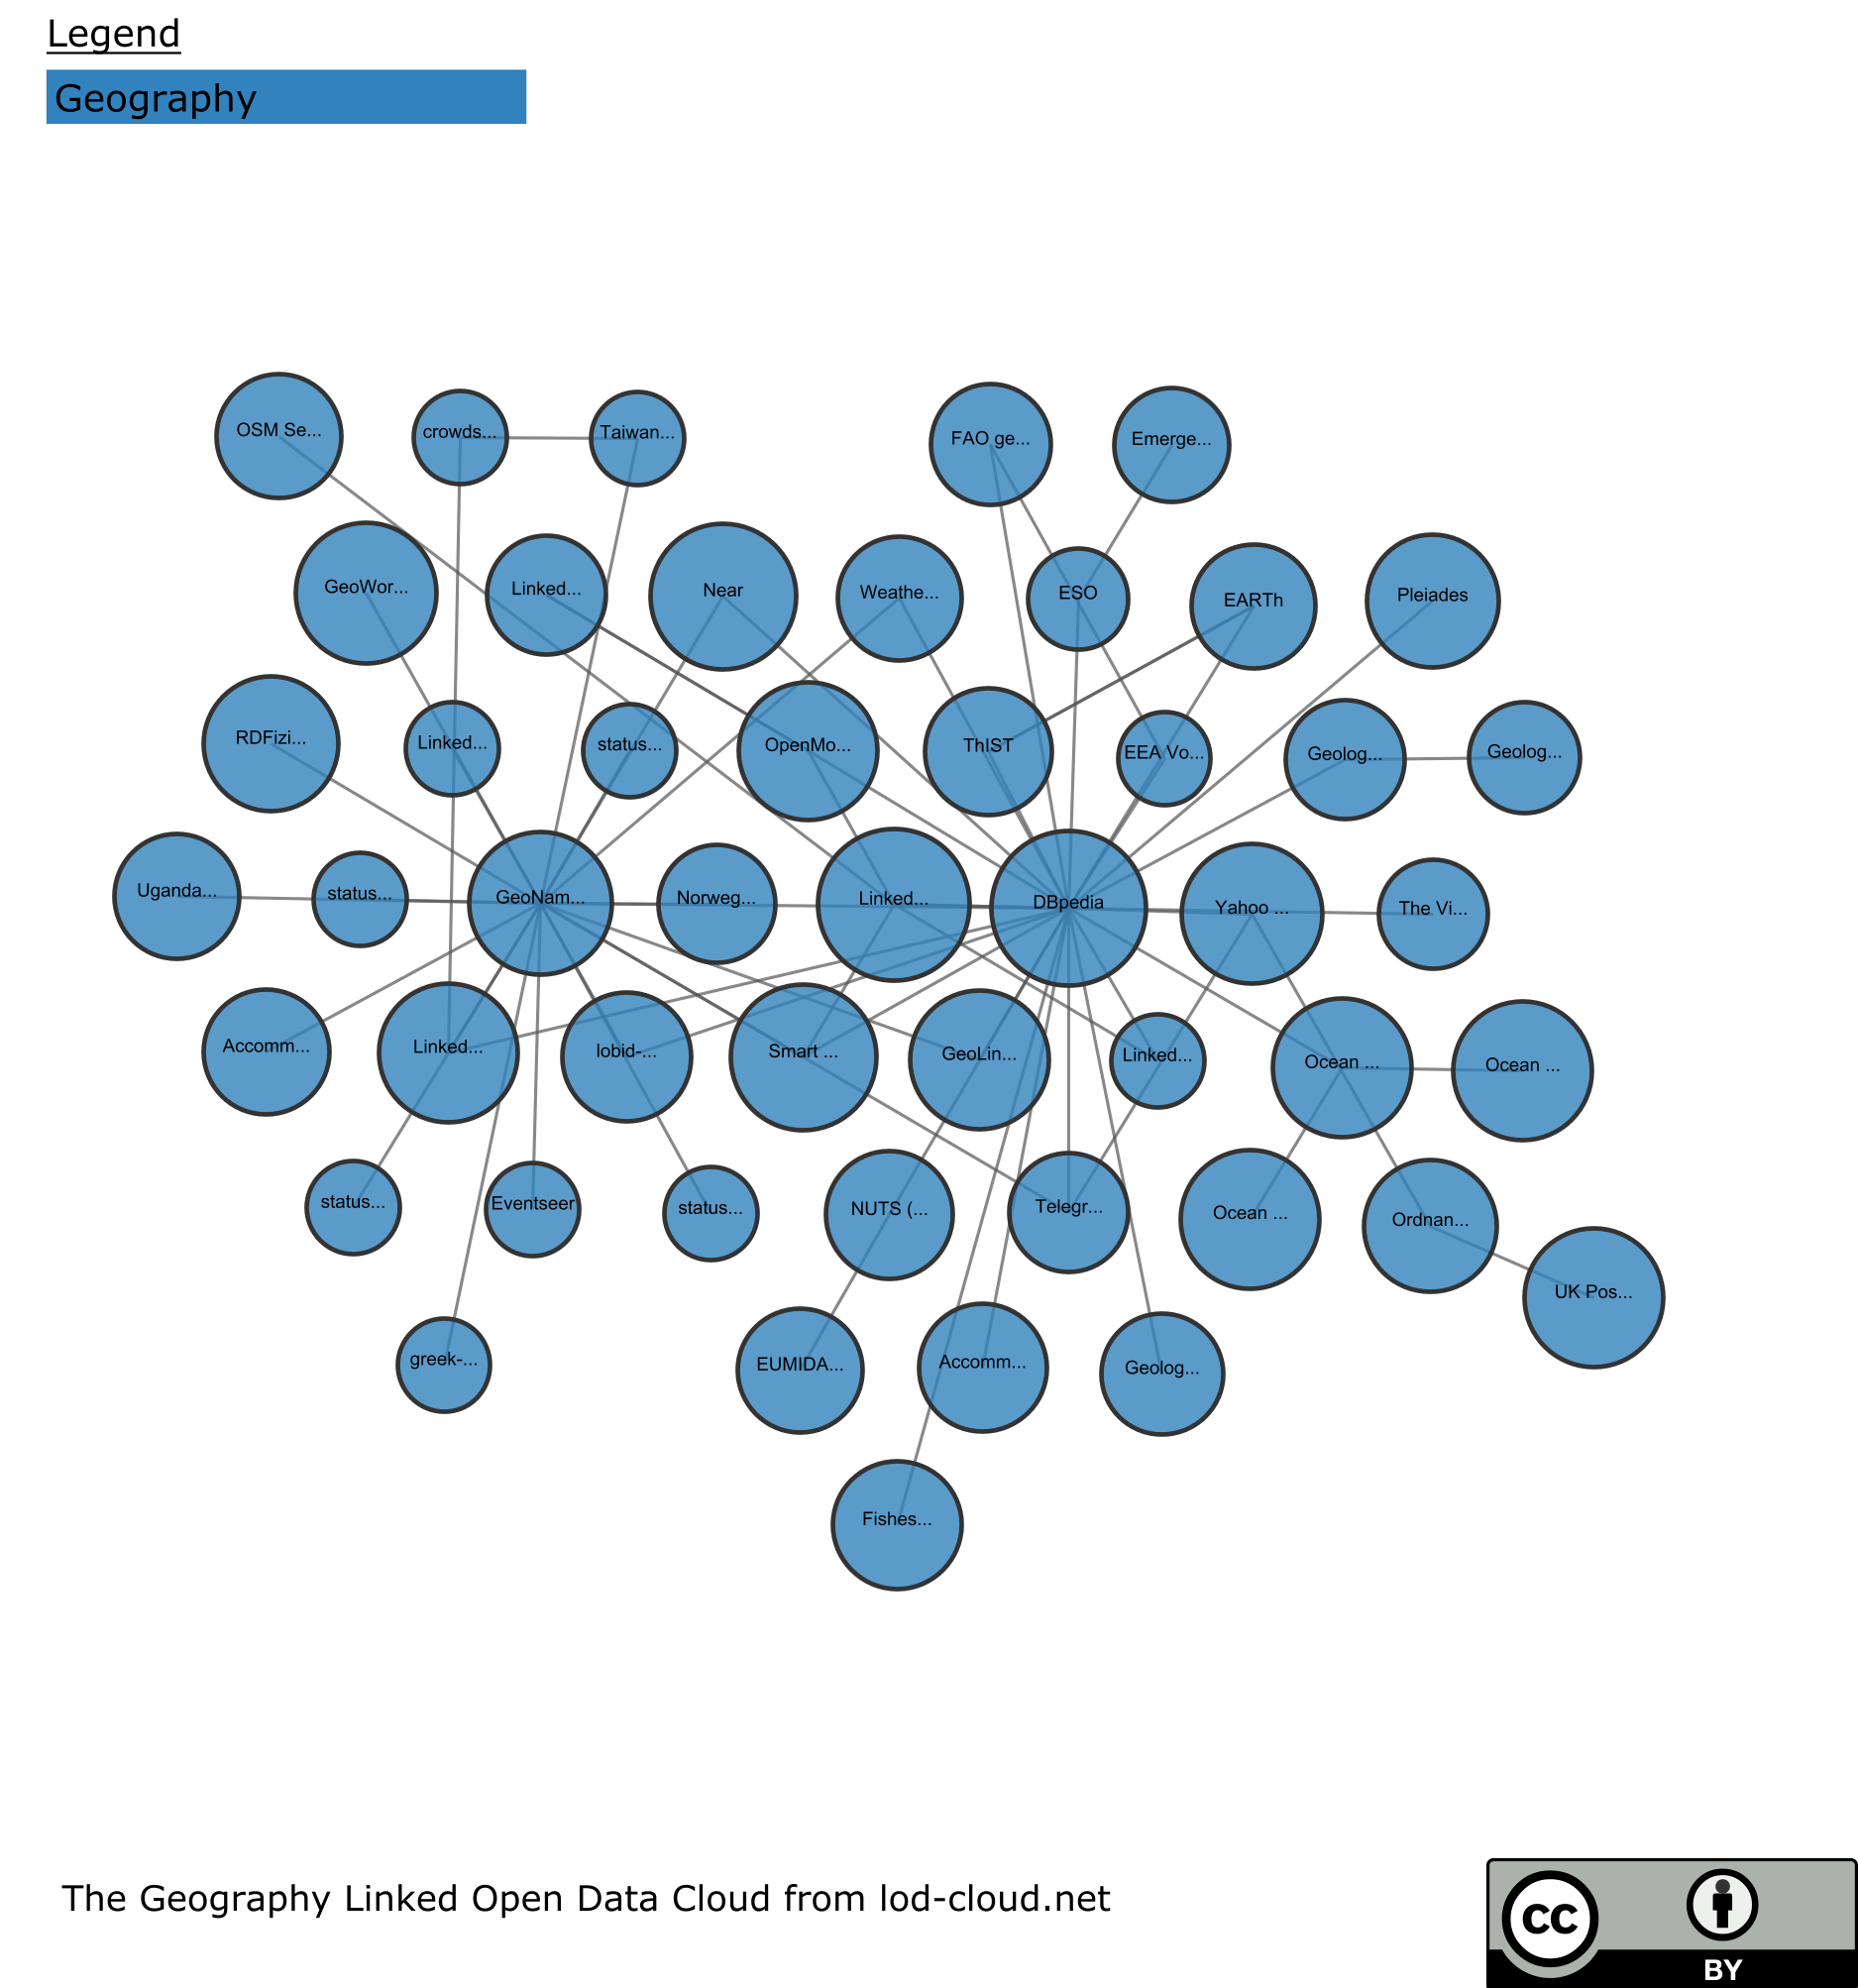 Legend
Geography
OSM Se...
crowds...
Taiwan...
FAO ge...
Emerge...
GeoWor...
Linked...
Near
Weathe...
ESO
EARTh
Pleiades
RDFizi...
Linked...
status...
OpenMo...
ThIST
EEA Vo...
Geolog...
Geolog...
Uganda...
status...
GeoNam...
Norweg...
Linked...
DBpedia
Yahoo ...
The Vi...
Accomm...
Linked...
lobid-...
Smart ...
GeoLin...
Linked...
Ocean ...
Ocean ...
status...
Eventseer
status...
NUTS (...
Telegr...
Ocean ...
Ordnan...
UK Pos...
greek-...
EUMIDA...
Accomm...
Geolog...
Fishes...
The Geography Linked Open Data Cloud from lod-cloud.net
cc
BY